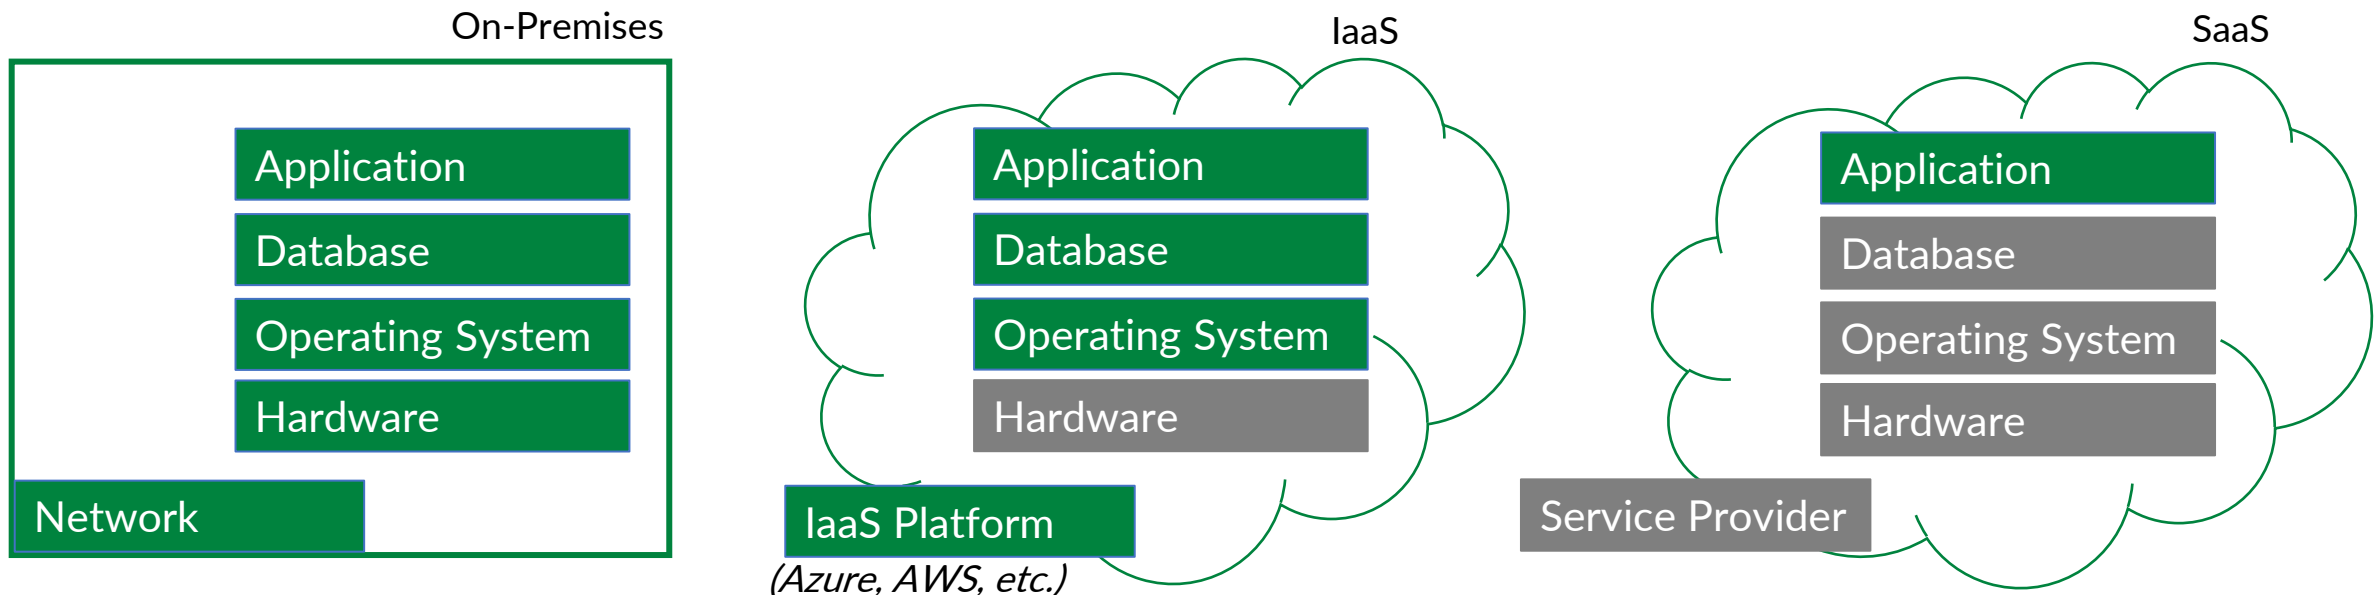 On-Premises
Application
Database
Operating System
Hardware
Network
IaaS
Application
Database
Operating System
Hardware
IaaS Platform
(Azure, AWS, etc.)
SaaS
Application
Database
Operating System
Hardware
Service Provider